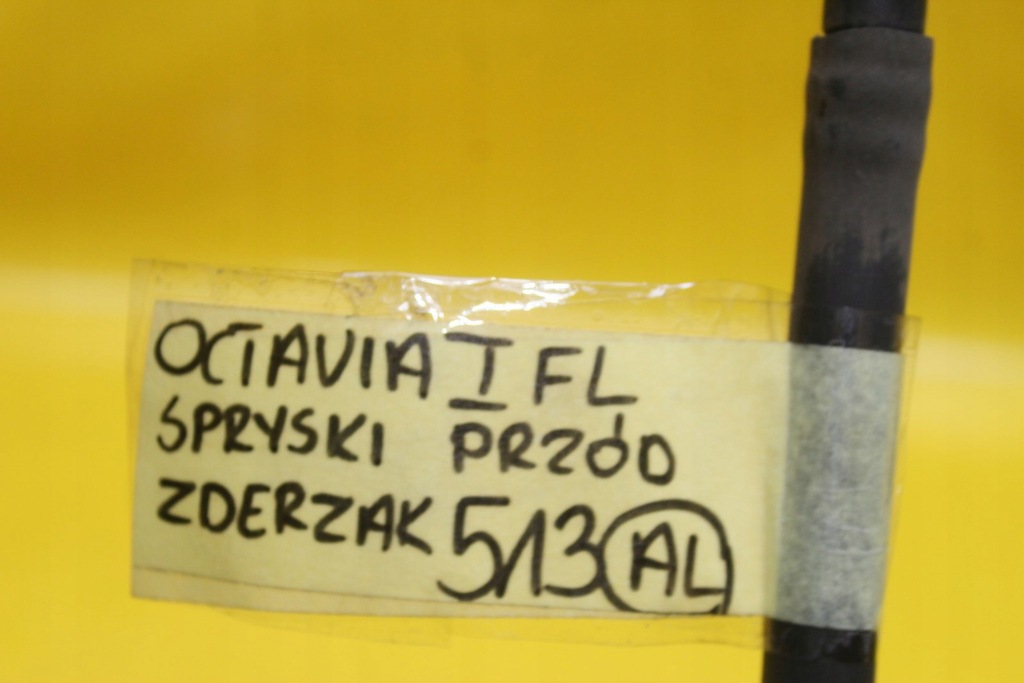 OCTAVIA I FL
SPRYSKI PRZÓD
ZDERZAK 513 AL